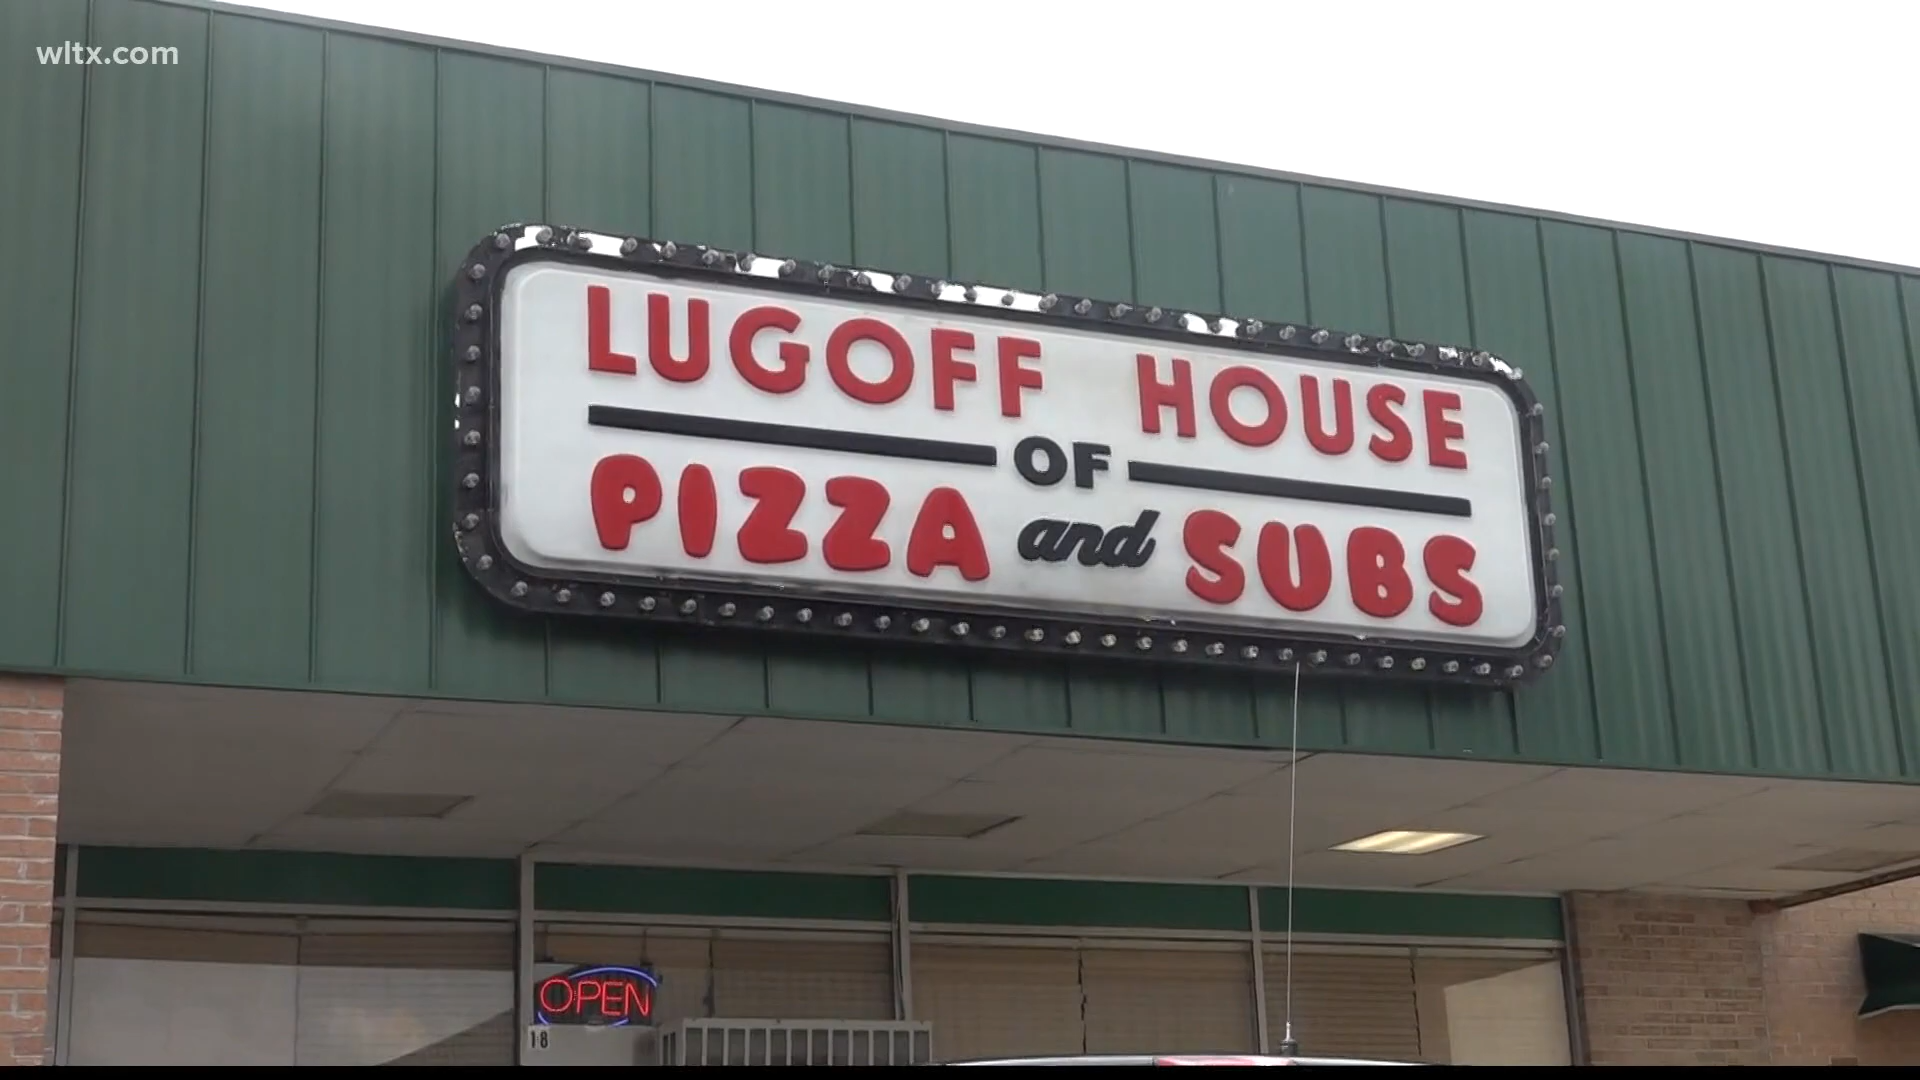 wltx.com
LUGOFF HOUSE
OF
PIZZA and SUBS
OPEN
18